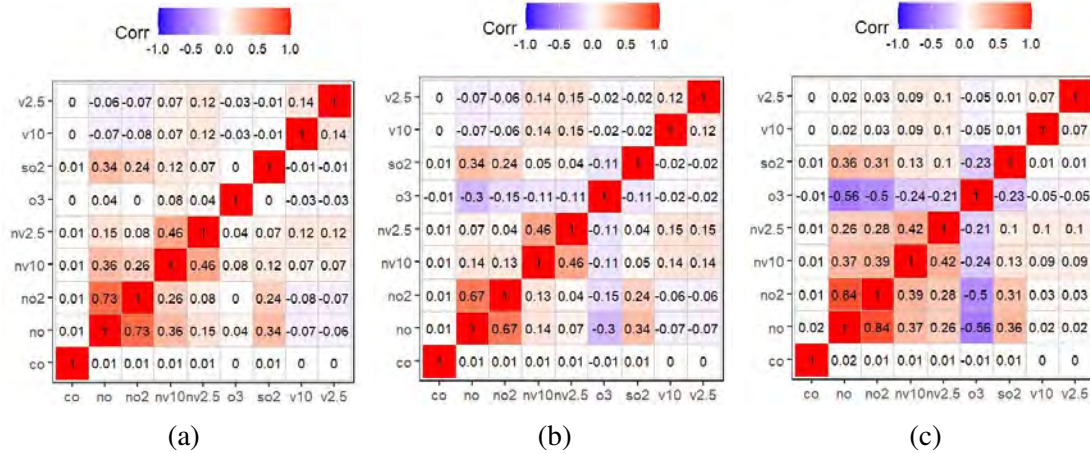 Corr
-1.0 -0.5 0.0 0.5 1.0
v2.5 0 -0.06 -0.07 0.07 0.12 -0.03 -0.01 0.14 1
v10 0 -0.07 -0.08 0.07 0.12 -0.03 -0.01 1 0.14
so2 0.01 0.34 0.24 0.12 0.07 0 1 -0.01 -0.01
o3 0 0.04 0 0.08 0.04 1 0 -0.03 -0.03
nv2.5 0.01 0.15 0.08 0.46 1 0.04 0.07 0.12 0.12
nv10 0.01 0.36 0.26 1 0.46 0.08 0.12 0.07 0.07
no2 0.01 0.73 1 0.26 0.08 0 0.24 -0.08 -0.07
no 0.01 1 0.73 0.36 0.15 0.04 0.34 -0.07 -0.06
co 1 0.01 0.01 0.01 0.01 0 0.01 0 0
co no no2 nv10 nv2.5 o3 so2 v10 v2.5
(a)
Corr
-1.0 -0.5 0.0 0.5 1.0
v2.5 0 -0.07 -0.06 0.14 0.15 -0.02 -0.02 0.12 1
v10 0 -0.07 -0.06 0.14 0.15 -0.02 -0.02 1 0.12
so2 0.01 0.34 0.24 0.05 0.04 -0.11 1 -0.02 -0.02
o3 -0.01 -0.3 -0.15 -0.11 -0.11 1 -0.11 -0.02 -0.02
nv2.5 0.01 0.07 0.04 0.46 1 -0.11 0.04 0.15 0.15
nv10 0.01 0.14 0.13 1 0.46 -0.11 0.05 0.14 0.14
no2 0.01 0.67 1 0.13 0.04 -0.15 0.24 -0.06 -0.06
no 0.01 1 0.67 0.14 0.07 -0.3 0.34 -0.07 -0.07
co 1 0.01 0.01 0.01 0.01 -0.01 0.01 0 0
co no no2 nv10 nv2.5 o3 so2 v10 v2.5
(b)
Corr
-1.0 -0.5 0.0 0.5 1.0
v2.5 0 0.02 0.03 0.09 0.1 -0.05 0.01 0.07 1
v10 0 0.02 0.03 0.09 0.1 -0.05 0.01 1 0.07
so2 0.01 0.36 0.31 0.13 0.1 -0.23 1 0.01 0.01
o3 -0.01 -0.56 -0.5 -0.24 -0.21 1 -0.23 -0.05 -0.05
nv2.5 0.01 0.26 0.28 0.42 1 -0.21 0.1 0.1 0.1
nv10 0.01 0.37 0.39 1 0.42 -0.24 0.13 0.09 0.09
no2 0.01 0.84 1 0.39 0.28 -0.5 0.31 0.03 0.03
no 0.02 1 0.84 0.37 0.26 -0.56 0.36 0.02 0.02
co 1 0.02 0.01 0.01 0.01 -0.01 0.01 0 0
co no no2 nv10 nv2.5 o3 so2 v10 v2.5
(c)